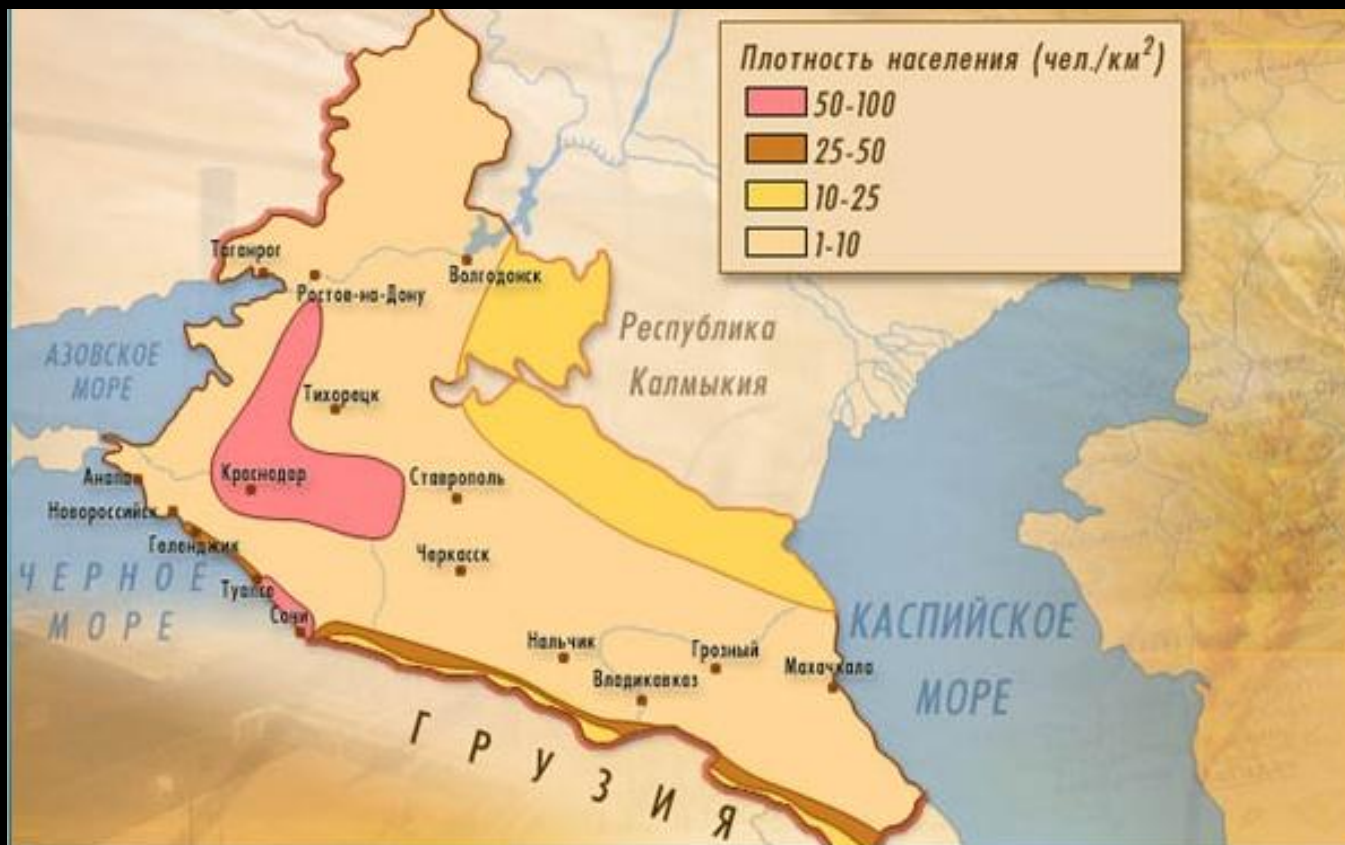 Плотность населения (чел./км²)
50-100
25-50
10-25
1-10
Таганрог
Ростов-на-Дону
Волгодонск
Республика
Калмыкия
АЗОВСКОЕ
МОРЕ
Тихорецк
Краснодар
Ставрополь
Анапа
Новороссийск
Геленджик
Черкасск
ЧЕРНОЕ
МОРЕ
Туапсе
Сочи
Нальчик
Грозный
Владикавказ
Махачкала
КАСПИЙСКОЕ
МОРЕ
ГРУЗИЯ